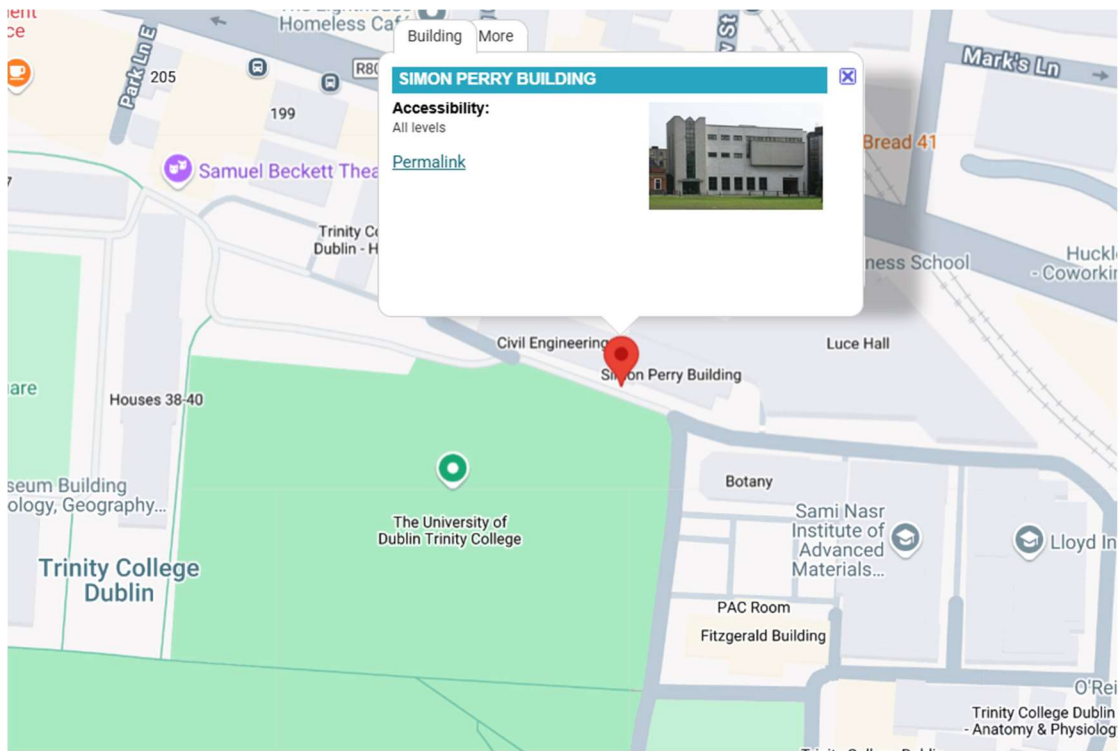 Homeless Caf
Building
More
205
199
R80
Park Ln E
y St
Mark's Ln
SIMON PERRY BUILDING
Accessibility:
All levels
Permalink
Bread 41
Samuel Beckett Thea
Trinity Co
Dublin - H
ness School
Huckl
- Coworkin
Civil Engineering
Luce Hall
Simon Perry Building
are
Houses 38-40
seum Building
ology, Geography...
Botany
The University of
Dublin Trinity College
Sami Nasr
Institute of
Advanced
Materials...
Lloyd In
Trinity College
Dublin
PAC Room
Fitzgerald Building
O'Rei
Trinity College Dublin
- Anatomy & Physiolog